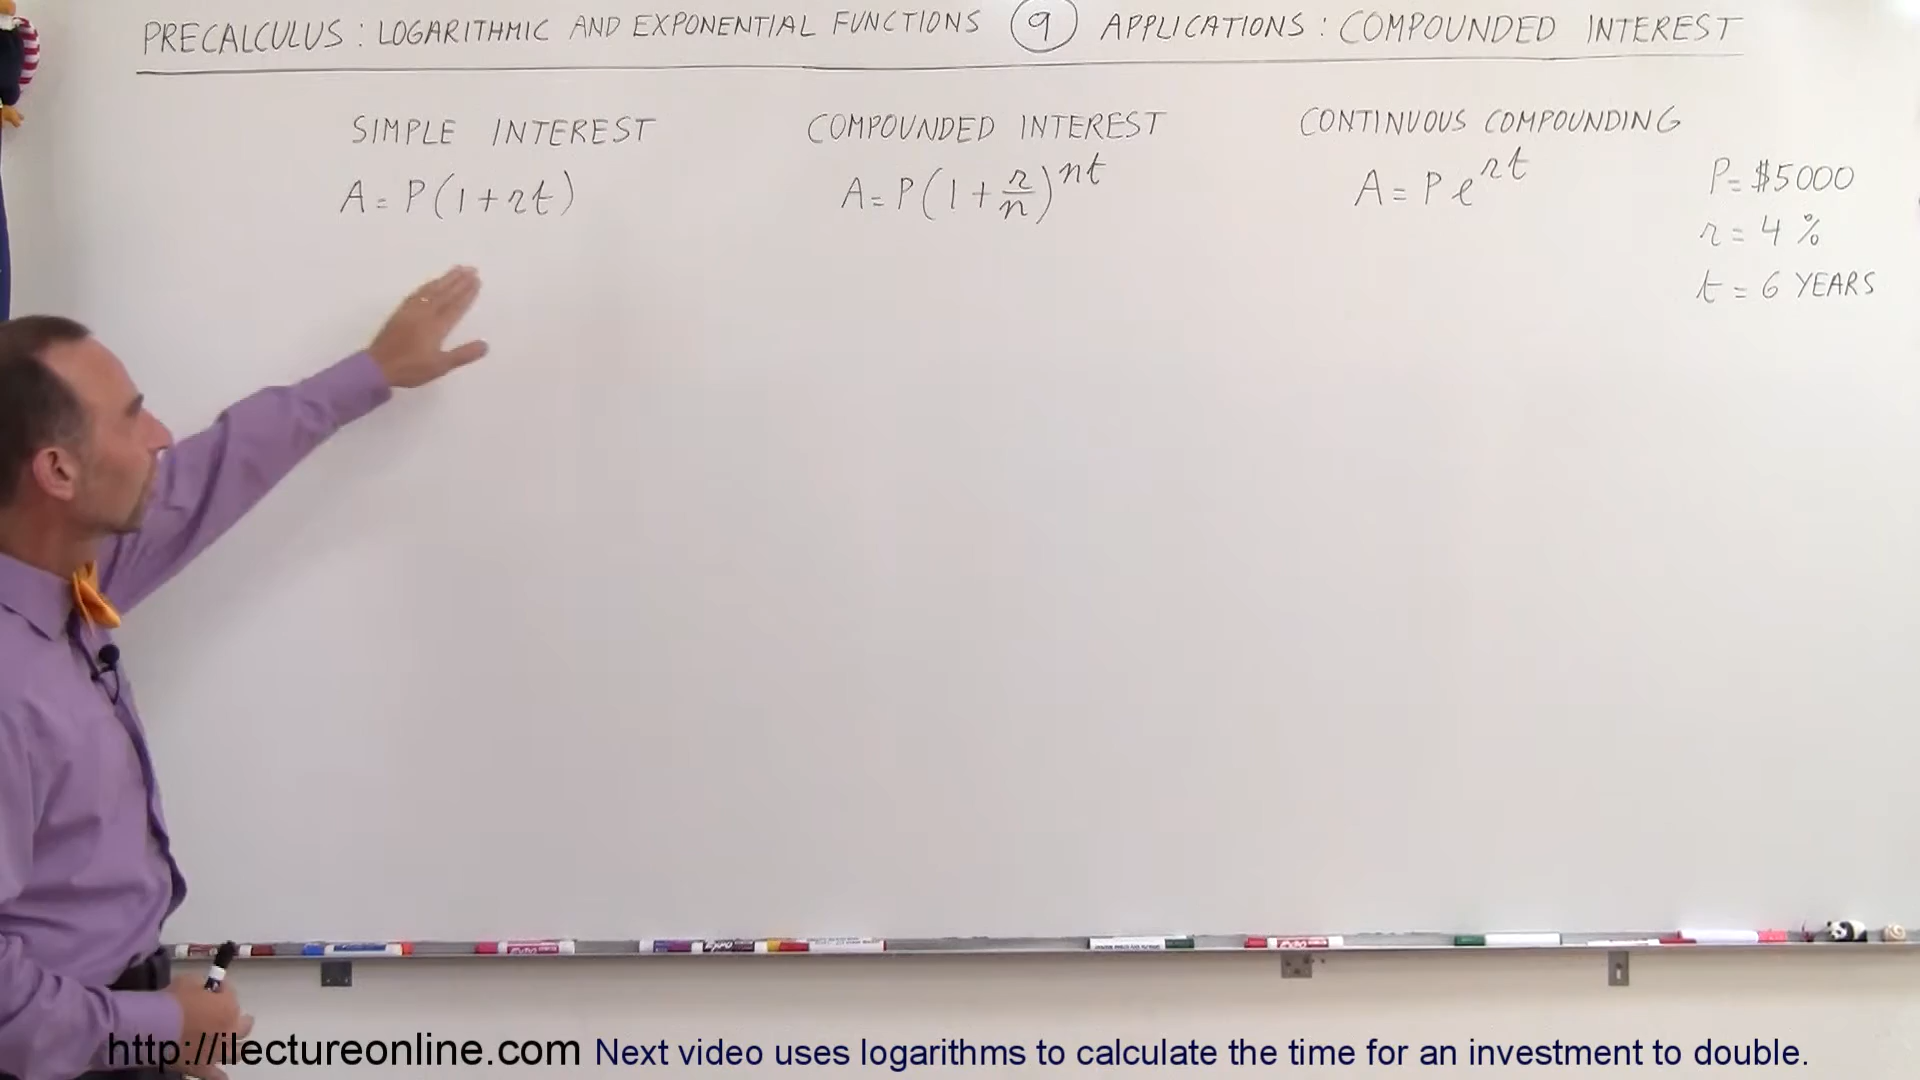 PRECALCULUS : LOGARITHMIC AND EXPONENTIAL FUNCTIONS 9 APPLICATIONS : COMPOUNDED INTEREST
SIMPLE INTEREST
A = P(1+rt)
COMPOUNDED INTEREST
A = P(1 + r/n)^nt
CONTINUOUS COMPOUNDING
A = P e^rt
P = $5000
r = 4 %
t = 6 YEARS
http://ilectureonline.com Next video uses logarithms to calculate the time for an investment to double.